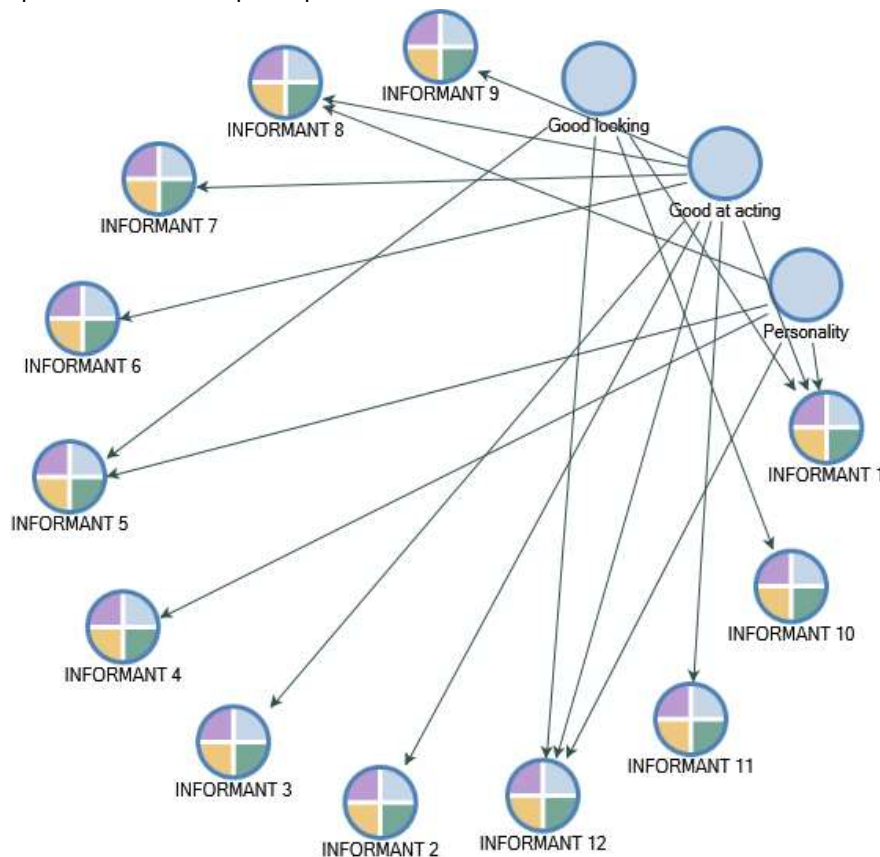 INFORMANT 9
INFORMANT 8
Good looking
Good at acting
INFORMANT 7
Personality
INFORMANT 6
INFORMANT 1
INFORMANT 5
INFORMANT 10
INFORMANT 4
INFORMANT 11
INFORMANT 3
INFORMANT 12
INFORMANT 2